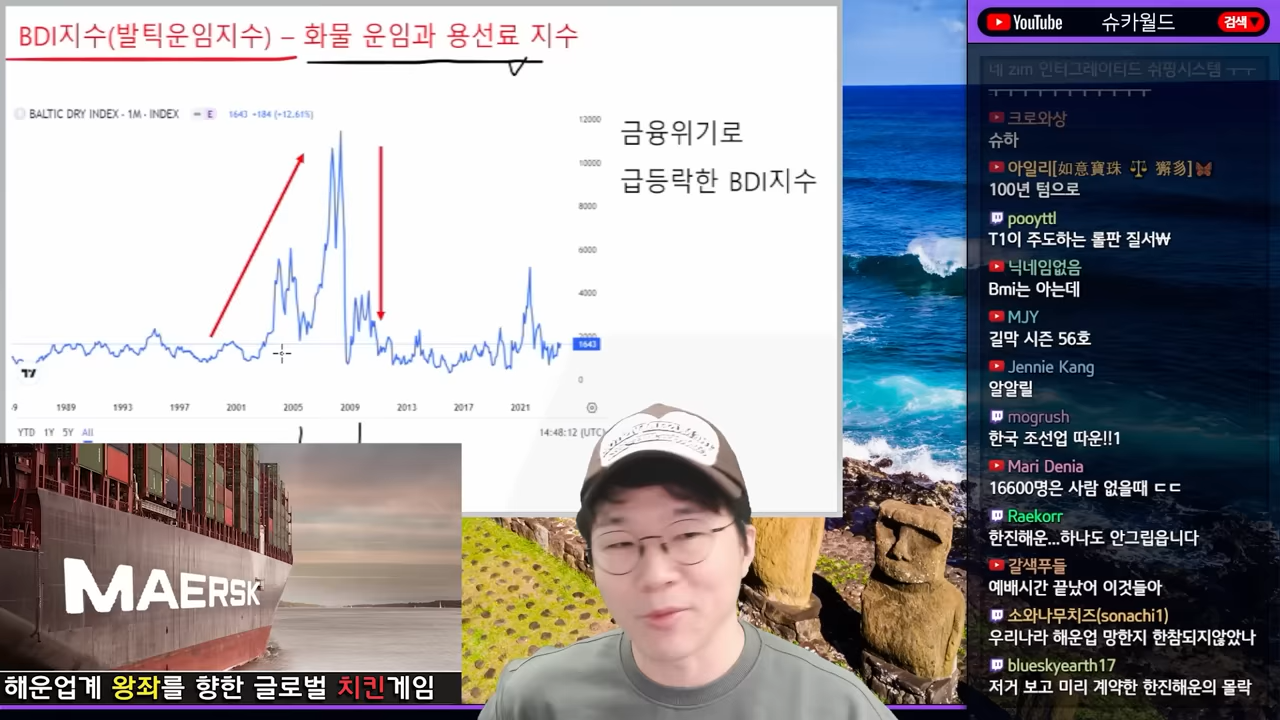 BDI지수(발틱운임지수) – 화물 운임과 용선료 지수
BALTIC DRY INDEX · 1M · INDEX
E
1643 +184 (+12.61%)
금융위기로
급등락한 BDI지수
12000
10000
8000
6000
4000
2000
1643
0
1989
1993
1997
2001
2005
2009
2013
2017
2021
YTD 1Y 5Y All
14:48:12 (UTC)
MAERSK
해운업계 왕좌를 향한 글로벌 치킨게임
YouTube 슈카월드 검색
네 zim 인터그레이티드 쉬핑시스템 ㅜㅜ
ㅜㅜㅜㅜㅜㅜㅜㅜㅜㅜㅜㅜ
크로와상
슈하
아일리[如意寶珠 ⚖ 獬豸]🦋
100년 텀으로
pooyttl
T1이 주도하는 롤판 질서₩
닉네임없음
Bmi는 아는데
MJY
길막 시즌 56호
Jennie Kang
알알릴
mogrush
한국 조선업 따운!!1
Mari Denia
16600명은 사람 없을때 ㄷㄷ
Raekorr
한진해운...하나도 안그립읍니다
갈색푸들
예배시간 끝났어 이것들아
소와나무치즈(sonachi1)
우리나라 해운업 망한지 한참되지않았나
blueskyearth17
저거 보고 미리 계약한 한진해운의 몰락